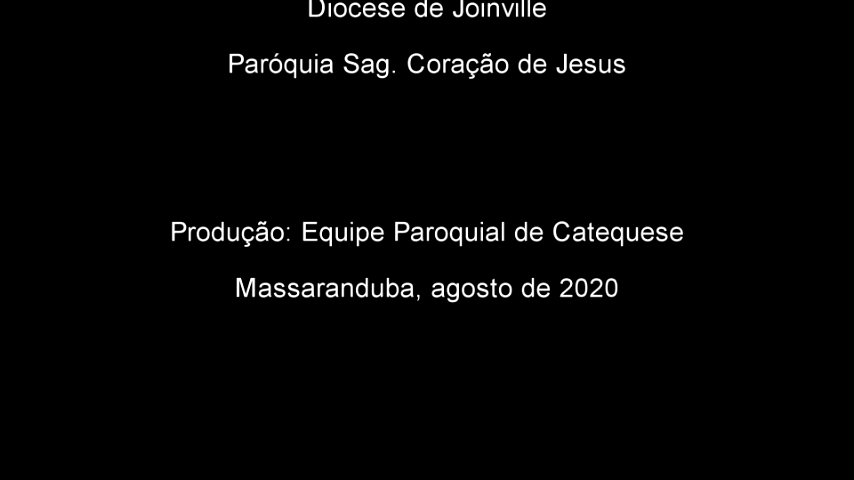 Diocese de Joinville
Paróquia Sag. Coração de Jesus
Produção: Equipe Paroquial de Catequese
Massaranduba, agosto de 2020